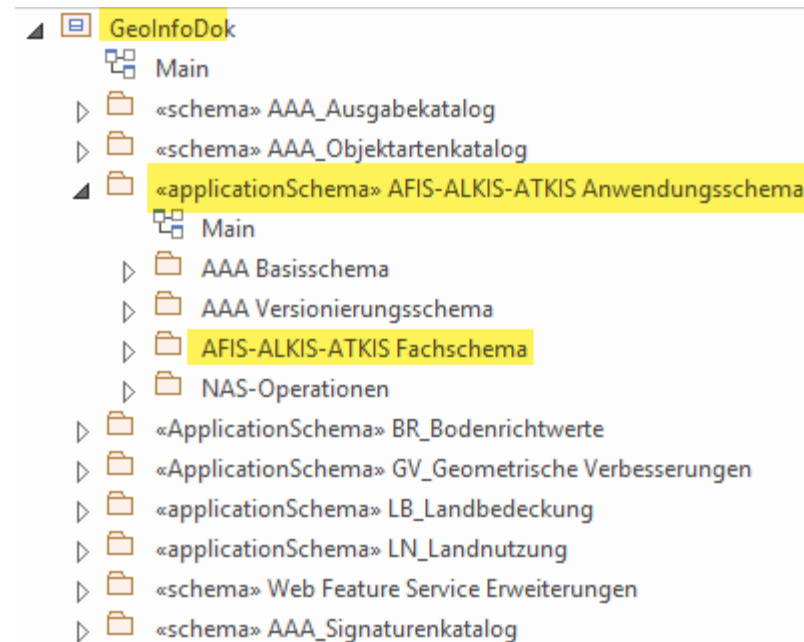 GeoInfoDok
Main
«schema» AAA_Ausgabekatalog
«schema» AAA_Objektartenkatalog
«applicationSchema» AFIS-ALKIS-ATKIS Anwendungsschema
Main
AAA Basisschema
AAA Versionierungsschema
AFIS-ALKIS-ATKIS Fachschema
NAS-Operationen
«ApplicationSchema» BR_Bodenrichtwerte
«ApplicationSchema» GV_Geometrische Verbesserungen
«applicationSchema» LB_Landbedeckung
«applicationSchema» LN_Landnutzung
«schema» Web Feature Service Erweiterungen
«schema» AAA_Signaturenkatalog